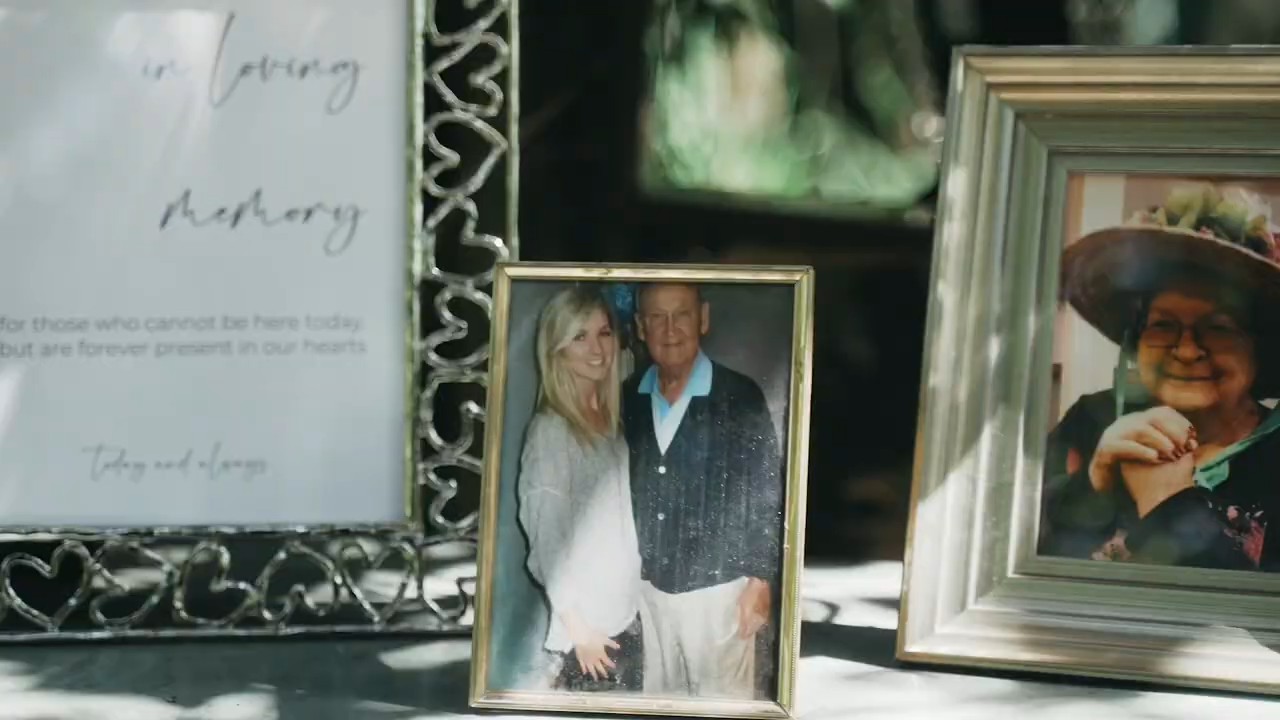 in loving
memory
for those who cannot be here today,
but are forever present in our hearts
today and always